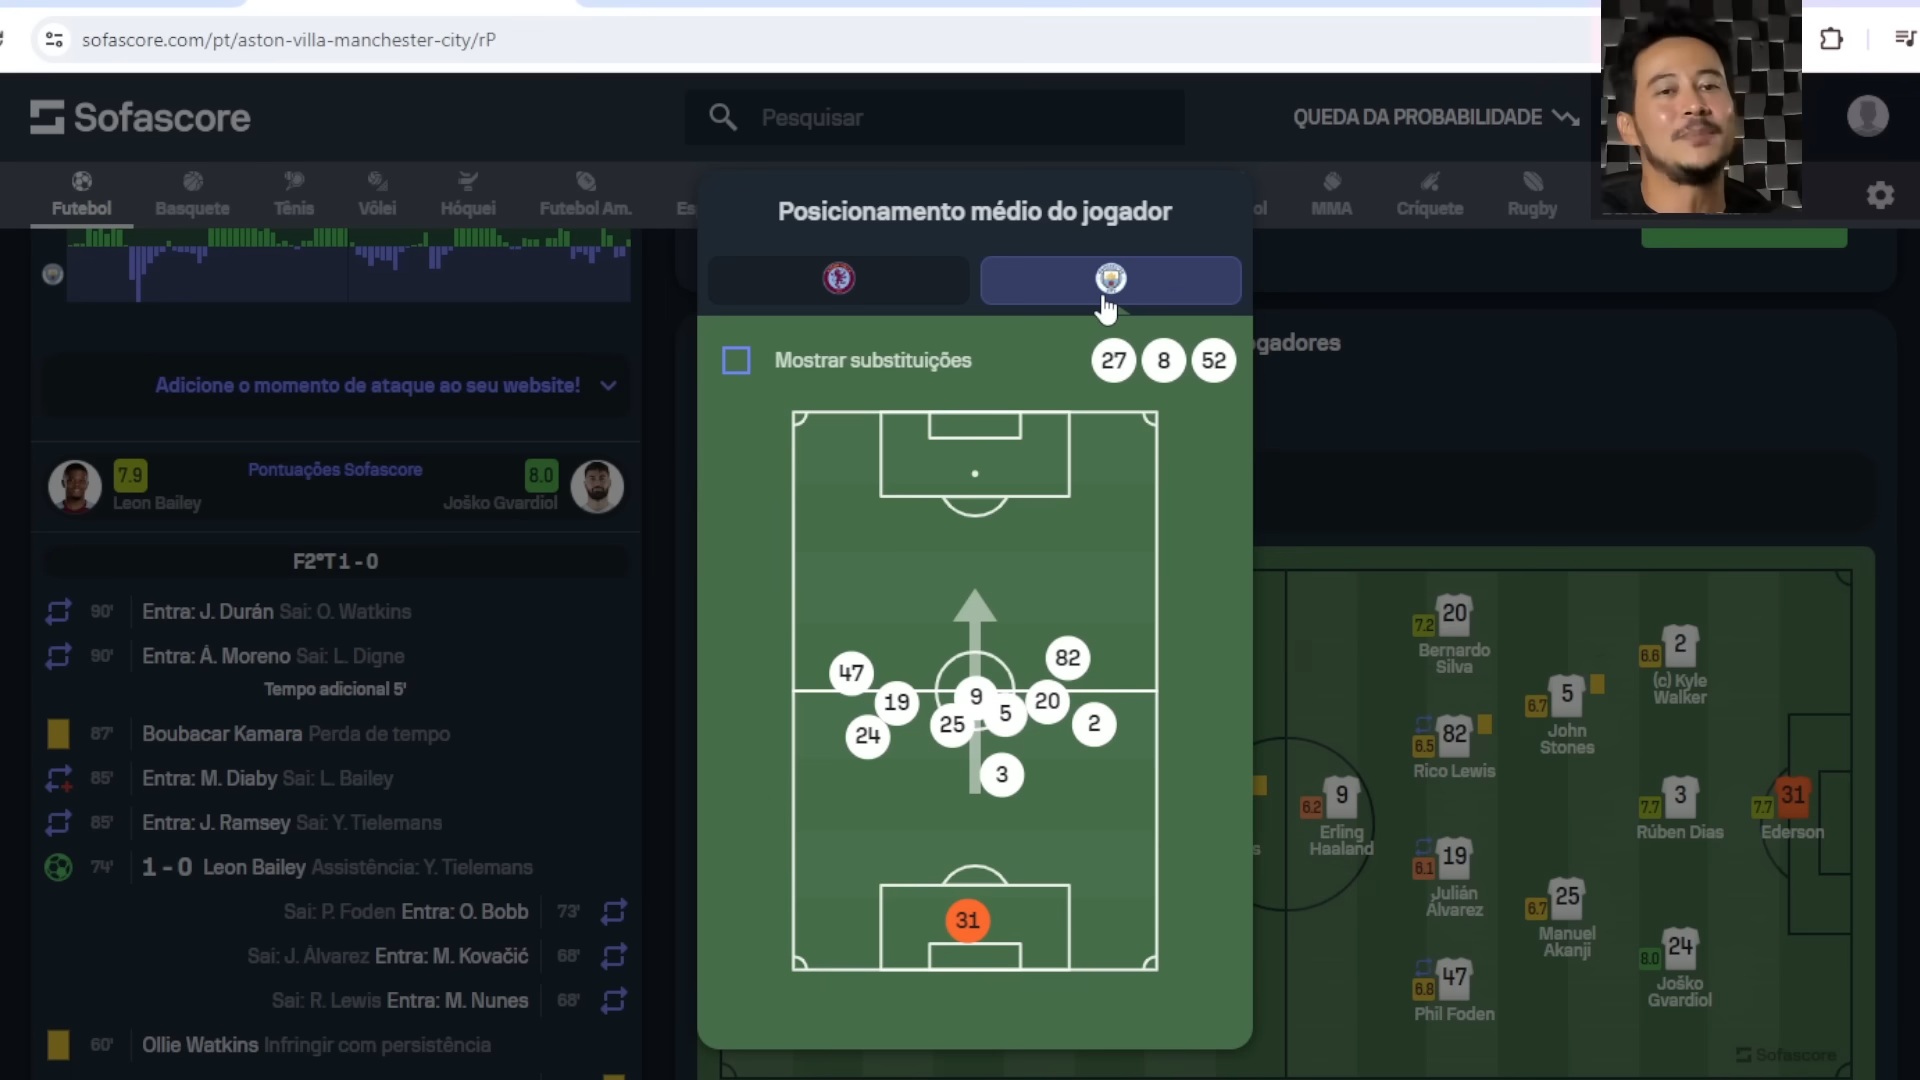 sofascore.com/pt/aston-villa-manchester-city/rP
Sofascore
Pesquisar
QUEDA DA PROBABILIDADE
Futebol
Basquete
Tênis
Vôlei
Hóquei
Futebol Am.
Es
ol
MMA
Críquete
Rugby
Posicionamento médio do jogador
Mostrar substituições
27
8
52
47
82
19
9
20
25
5
2
24
3
31
Adicione o momento de ataque ao seu website!
7.9
Pontuações Sofascore
8.0
Leon Bailey
Joško Gvardiol
F2ºT 1 - 0
90' Entra: J. Durán Sai: O. Watkins
90' Entra: Á. Moreno Sai: L. Digne
Tempo adicional 5'
87' Boubacar Kamara Perda de tempo
85' Entra: M. Diaby Sai: L. Bailey
85' Entra: J. Ramsey Sai: Y. Tielemans
74' 1 - 0 Leon Bailey Assistência: Y. Tielemans
Sai: P. Foden Entra: O. Bobb 73'
Sai: J. Álvarez Entra: M. Kovačić 68'
Sai: R. Lewis Entra: M. Nunes 68'
60' Ollie Watkins Infringir com persistência
gadores
20
7.2
Bernardo
Silva
2
6.6
(c) Kyle
Walker
5
6.7
John
Stones
82
6.5
Rico Lewis
9
6.2
Erling
Haaland
s
3
7.7
Rúben Dias
31
7.7
Ederson
19
6.1
Julián
Álvarez
25
6.7
Manuel
Akanji
24
8.0
Joško
Gvardiol
47
6.8
Phil Foden
Sofascore